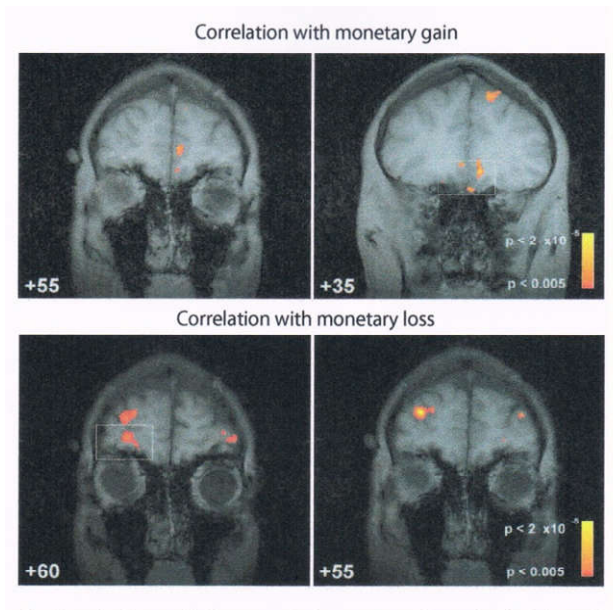 Correlation with monetary gain
+55
p < 2 x10 -5
p < 0.005
+35
Correlation with monetary loss
+60
p < 2 x10 -5
p < 0.005
+55